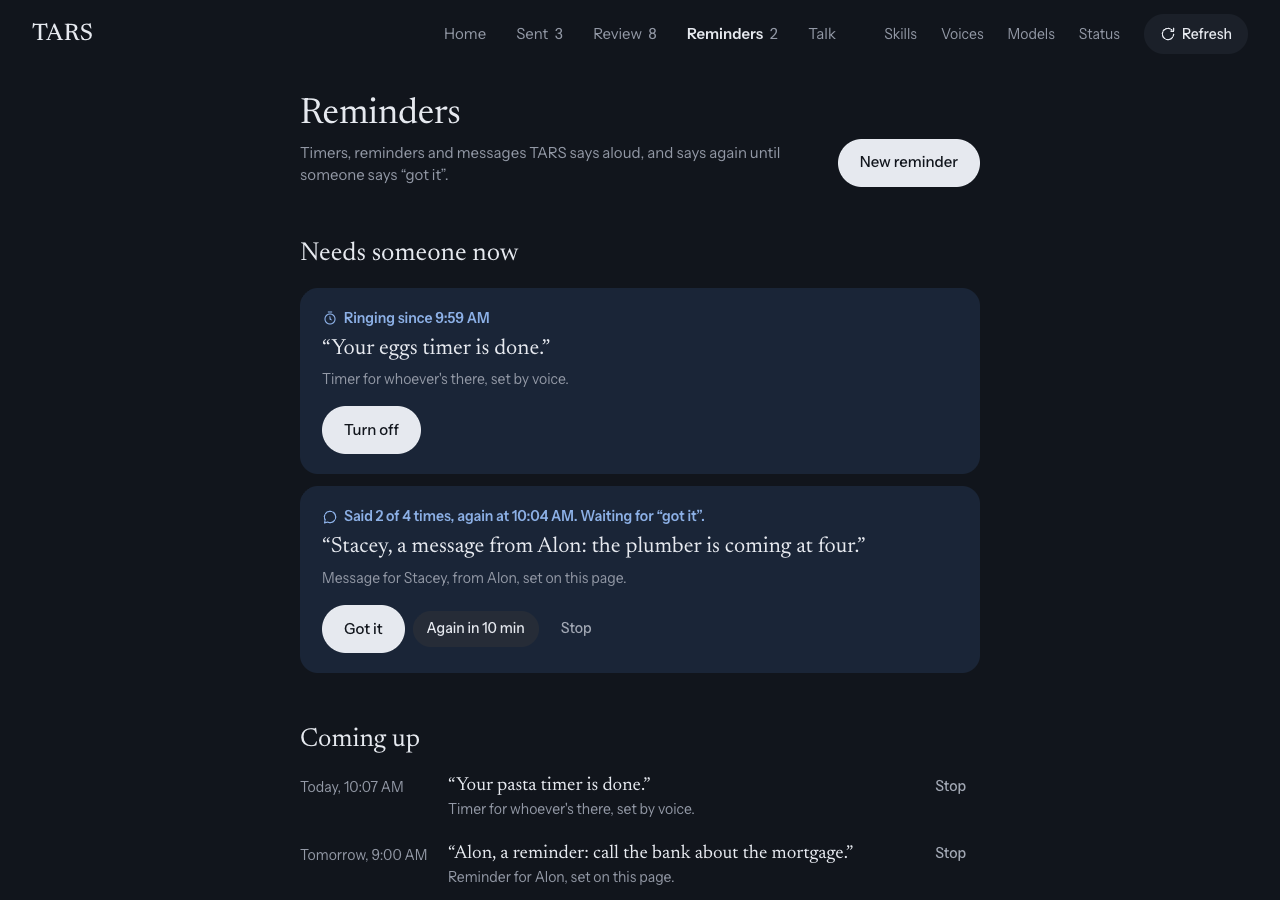 TARS
Home Sent 3 Review 8 Reminders 2 Talk Skills Voices Models Status Refresh
Reminders
Timers, reminders and messages TARS says aloud, and says again until
someone says “got it”.
New reminder
Needs someone now
Ringing since 9:59 AM
“Your eggs timer is done.”
Timer for whoever's there, set by voice.
Turn off
Said 2 of 4 times, again at 10:04 AM. Waiting for “got it”.
“Stacey, a message from Alon: the plumber is coming at four.”
Message for Stacey, from Alon, set on this page.
Got it Again in 10 min Stop
Coming up
Today, 10:07 AM “Your pasta timer is done.” Stop
Timer for whoever's there, set by voice.
Tomorrow, 9:00 AM “Alon, a reminder: call the bank about the mortgage.” Stop
Reminder for Alon, set on this page.